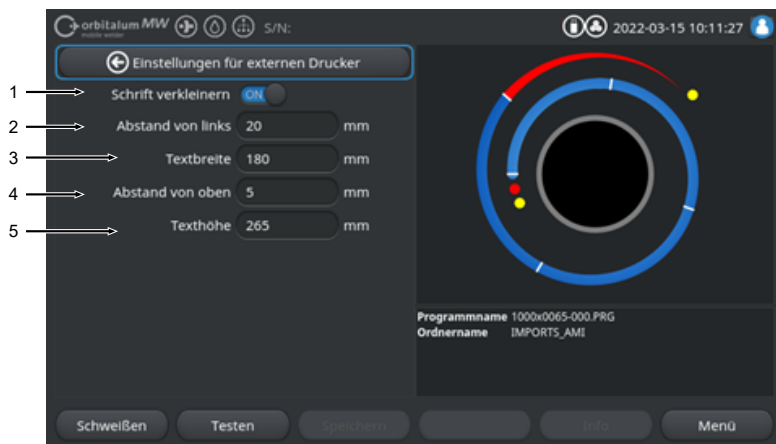 orbitalum MW S/N: 2022-03-15 10:11:27
mobile welder
Einstellungen für externen Drucker
1 Schrift verkleinern ON
2 Abstand von links 20 mm
3 Textbreite 180 mm
4 Abstand von oben 5 mm
5 Texthöhe 265 mm
Programmname 1000x0065-000.PRG
Ordnername IMPORTS_AMI
Schweißen Testen Speichern Info Menü